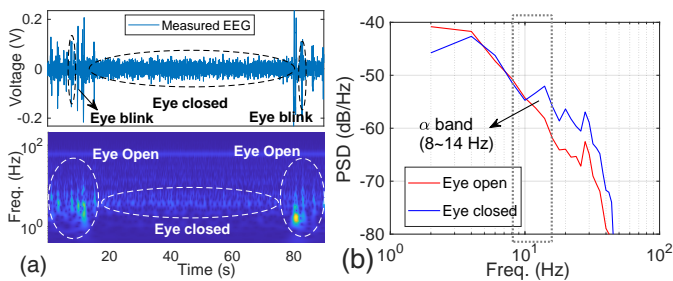 Measured EEG
Voltage (V)
0.2
0
-0.2
Eye closed
Eye blink
Eye blink
Freq. (Hz)
10^2
10^0
Eye Open
Eye Open
Eye closed
20
40
60
80
Time (s)
(a)
PSD (dB/Hz)
-40
-50
-60
-70
-80
α band
(8~14 Hz)
Eye open
Eye closed
10^0
10^1
10^2
Freq. (Hz)
(b)